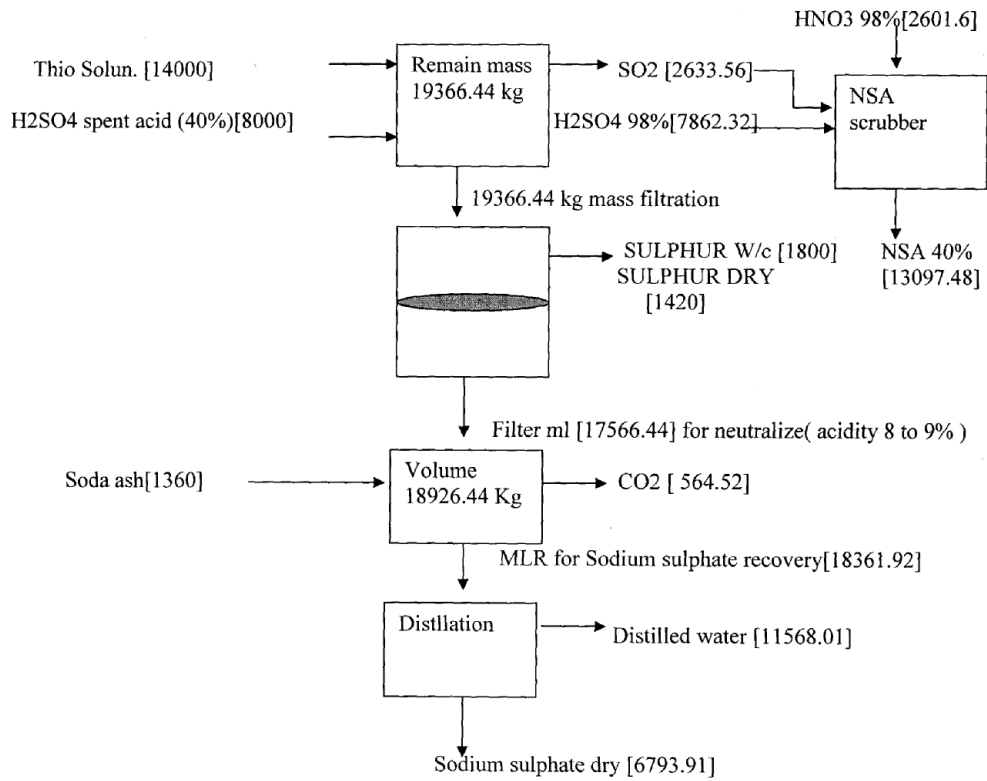 HNO3 98%[2601.6]
Thio Solun. [14000]
Remain mass
19366.44 kg
SO2 [2633.56]
H2SO4 spent acid (40%)[8000]
H2SO4 98%[7862.32]
NSA
scrubber
19366.44 kg mass filtration
SULPHUR W/c [1800]
SULPHUR DRY
[1420]
NSA 40%
[13097.48]
Filter ml [17566.44] for neutralize( acidity 8 to 9% )
Soda ash[1360]
Volume
18926.44 Kg
CO2 [ 564.52]
MLR for Sodium sulphate recovery[18361.92]
Distllation
Distilled water [11568.01]
Sodium sulphate dry [6793.91]